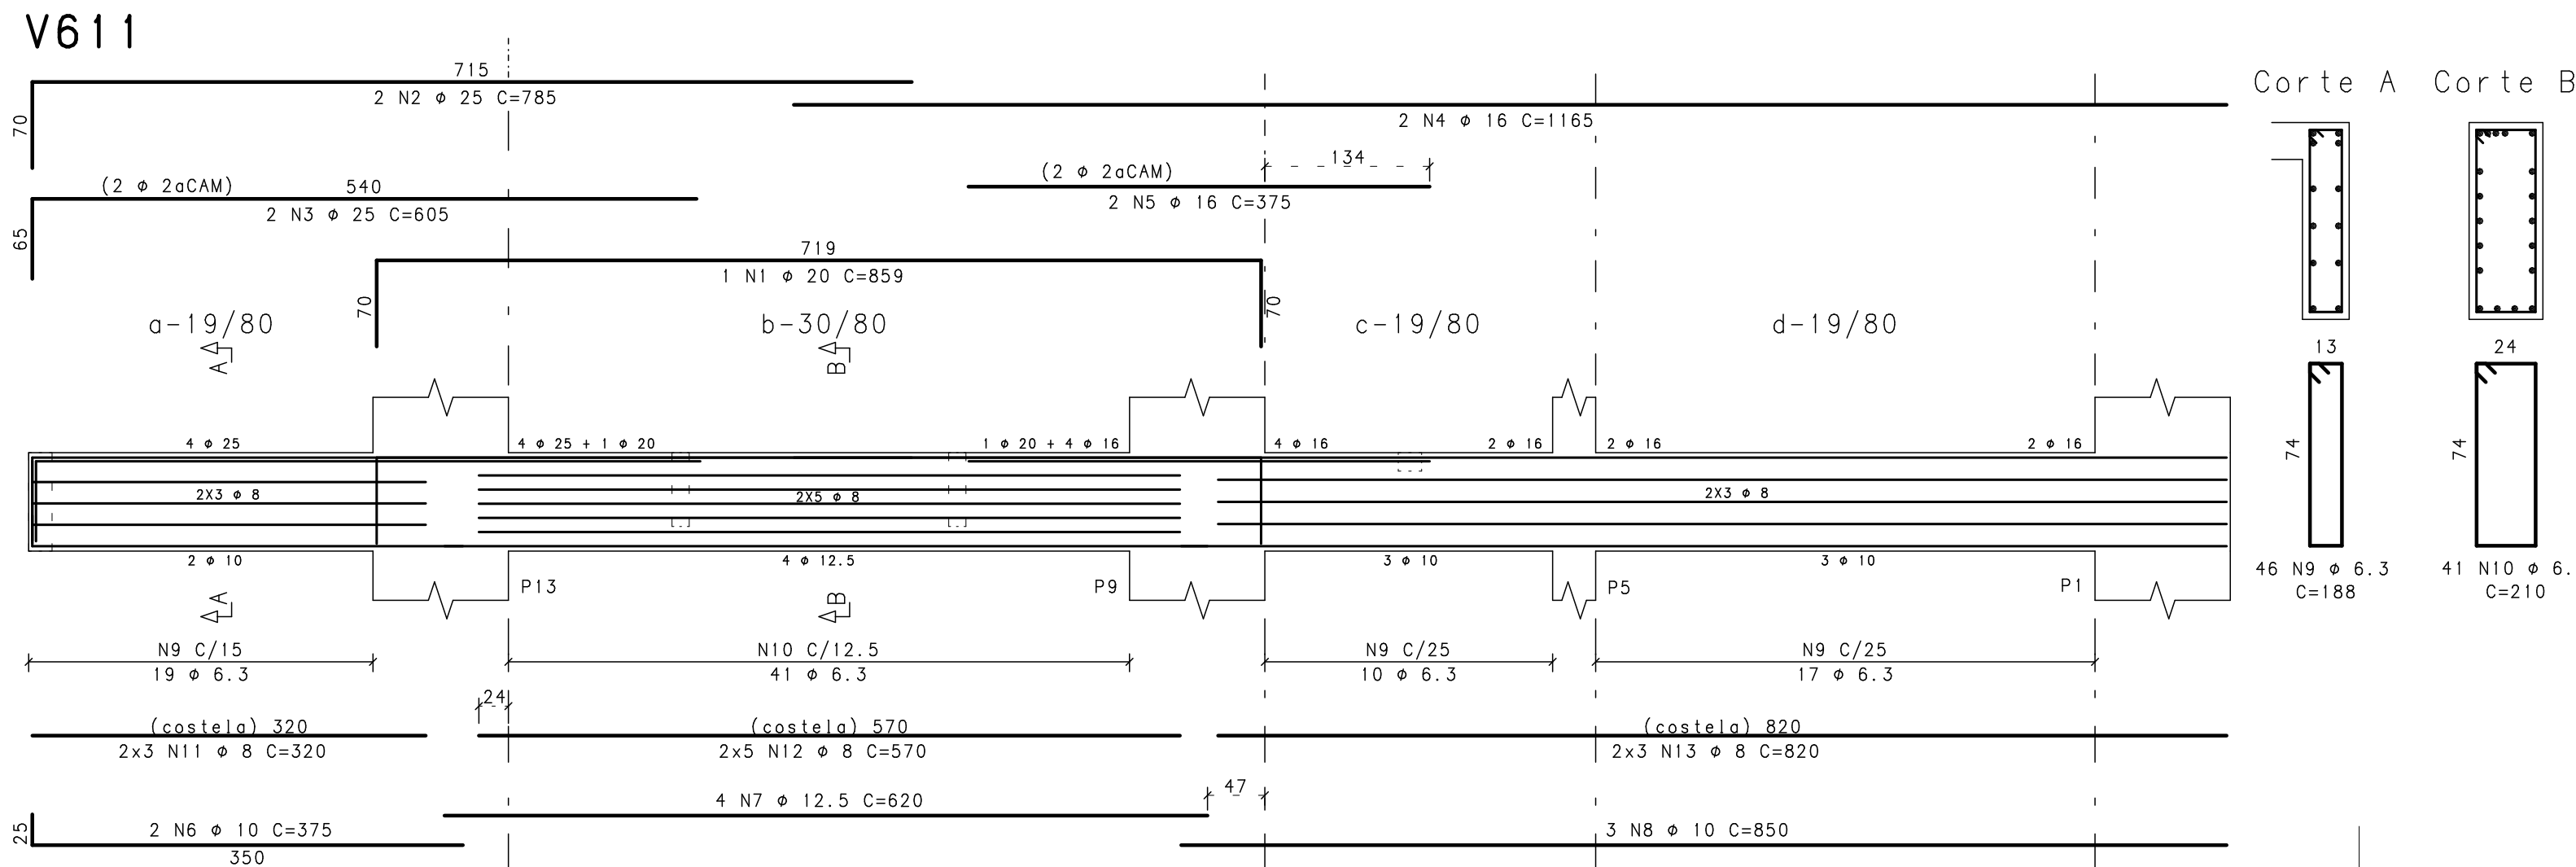 V611
715
2 N2 φ 25 C=785
70
2 N4 φ 16 C=1165
(2 φ 2aCAM) 540
2 N3 φ 25 C=605
65
(2 φ 2aCAM)
134
2 N5 φ 16 C=375
719
1 N1 φ 20 C=859
70
70
a-19/80
b-30/80
c-19/80
d-19/80
A
B
4 φ 25
4 φ 25 + 1 φ 20
1 φ 20 + 4 φ 16
4 φ 16
2 φ 16
2 φ 16
2 φ 16
2X3 φ 8
2X5 φ 8
2X3 φ 8
2 φ 10
4 φ 12.5
3 φ 10
3 φ 10
P13
P9
P5
P1
A
B
N9 C/15
19 φ 6.3
N10 C/12.5
41 φ 6.3
N9 C/25
10 φ 6.3
N9 C/25
17 φ 6.3
24
(costela) 320
2x3 N11 φ 8 C=320
(costela) 570
2x5 N12 φ 8 C=570
(costela) 820
2x3 N13 φ 8 C=820
47
4 N7 φ 12.5 C=620
25
2 N6 φ 10 C=375
350
3 N8 φ 10 C=850
Corte A
Corte B
13
74
46 N9 φ 6.3
C=188
24
74
41 N10 φ 6.
C=210